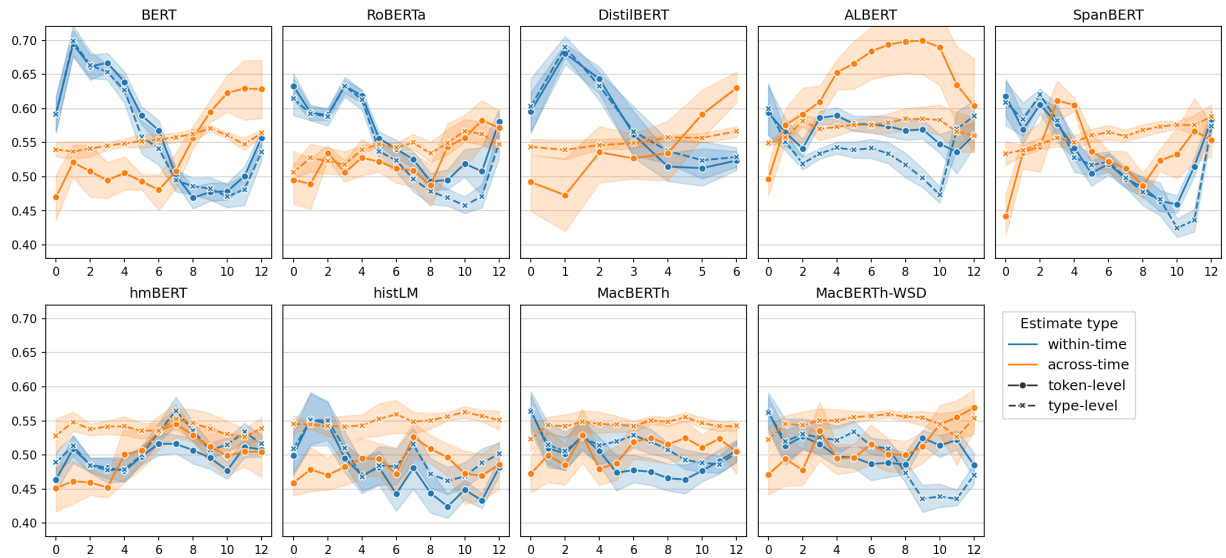 BERT RoBERTa DistilBERT ALBERT SpanBERT
0.70
0.65
0.60
0.55
0.50
0.45
0.40
0 2 4 6 8 10 12 0 2 4 6 8 10 12 0 1 2 3 4 5 6 0 2 4 6 8 10 12 0 2 4 6 8 10 12
hmBERT histLM MacBERTh MacBERTh-WSD
0.70
0.65
0.60
0.55
0.50
0.45
0.40
0 2 4 6 8 10 12 0 2 4 6 8 10 12 0 2 4 6 8 10 12 0 2 4 6 8 10 12
Estimate type
within-time
across-time
token-level
type-level